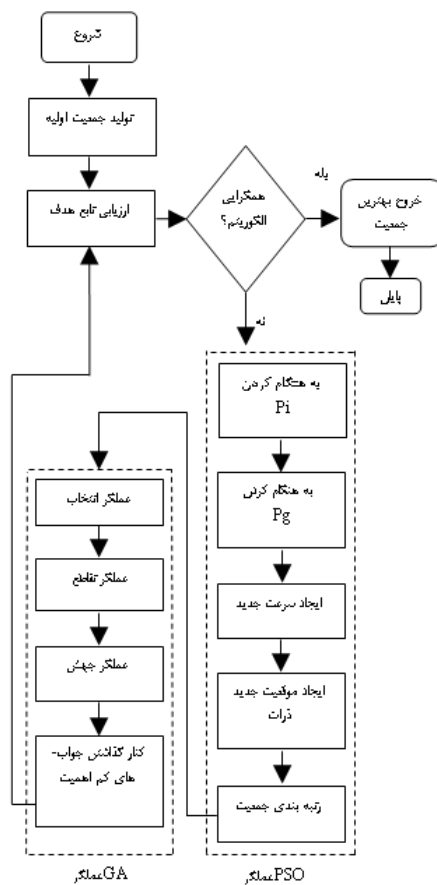 شروع
تولید جمعیت اولیه
ارزیابی تابع هدف
همگرایی
الگوریتم؟
بله
خروج بهترین
جمعیت
پایان
نه
به هنگام کردن
Pi
به هنگام کردن
Pg
ایجاد سرعت جدید
ایجاد موقعیت جدید
ذرات
رتبه بندی جمعیت
عملگرPSO
عملگر انتخاب
عملگر تقاطع
عملگر جهش
کنار گذاشتن جواب-
های کم اهمیت
عملگرGA